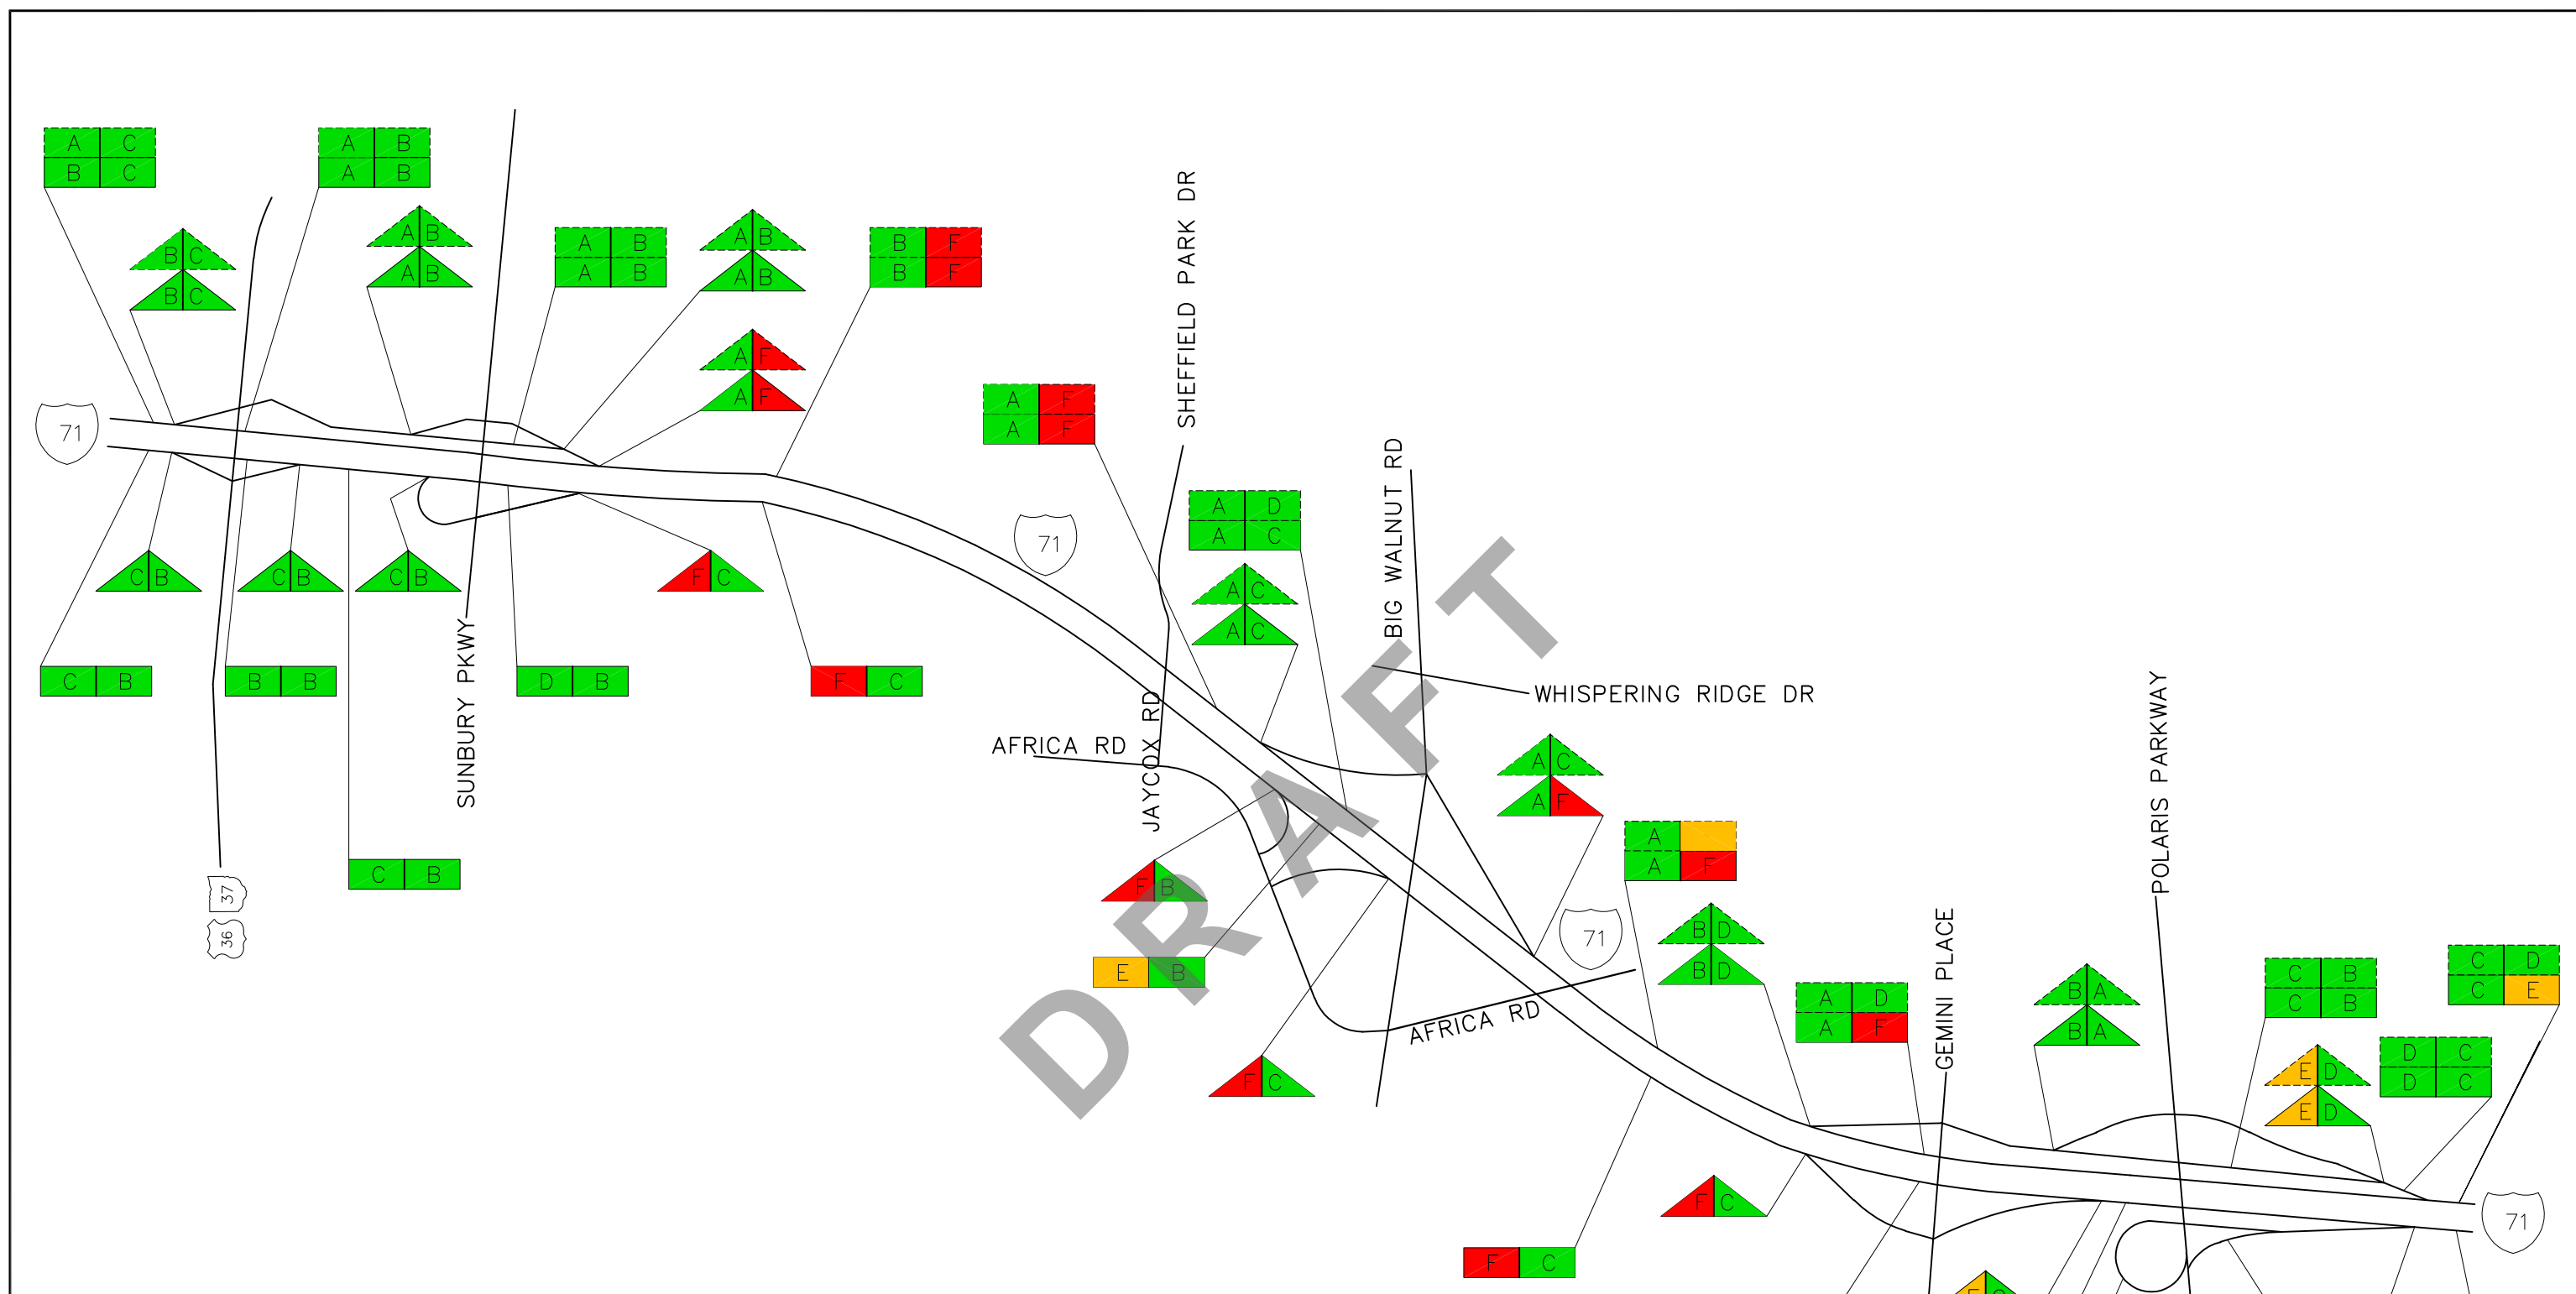 A C
B C
A B
A B
B C
B C
A B
A B
A B
A B
A B
A B
B F
B F
A F
A F
A F
A F
71
71
SHEFFIELD PARK DR
A D
A C
A C
A C
BIG WALNUT RD
C B
C B
C B
F C
C B
B B
D B
F C
SUNBURY PKWY
WHISPERING RIDGE DR
AFRICA RD
JAYCOX RD
POLARIS PARKWAY
A C
A F
A
A F
C B
F B
37
36
71
B D
B D
GEMINI PLACE
E B
A D
A F
B A
B A
C B
C B
C D
C E
AFRICA RD
D C
D C
E D
E D
F C
F C
71
F C
DRAFT